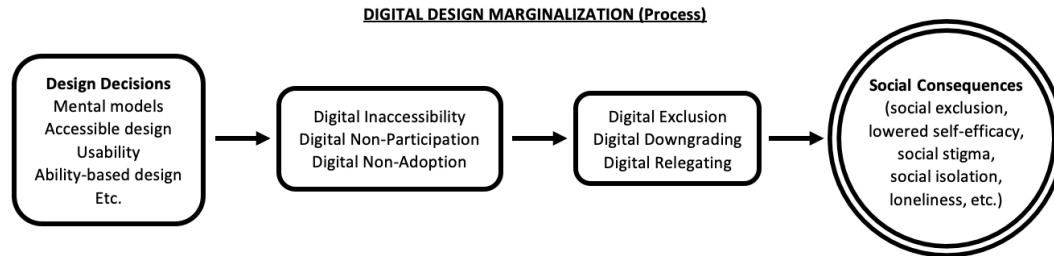 DIGITAL DESIGN MARGINALIZATION (Process)
Design Decisions
Mental models
Accessible design
Usability
Ability-based design
Etc.
Digital Inaccessibility
Digital Non-Participation
Digital Non-Adoption
Digital Exclusion
Digital Downgrading
Digital Relegating
Social Consequences
(social exclusion,
lowered self-efficacy,
social stigma,
social isolation,
loneliness, etc.)